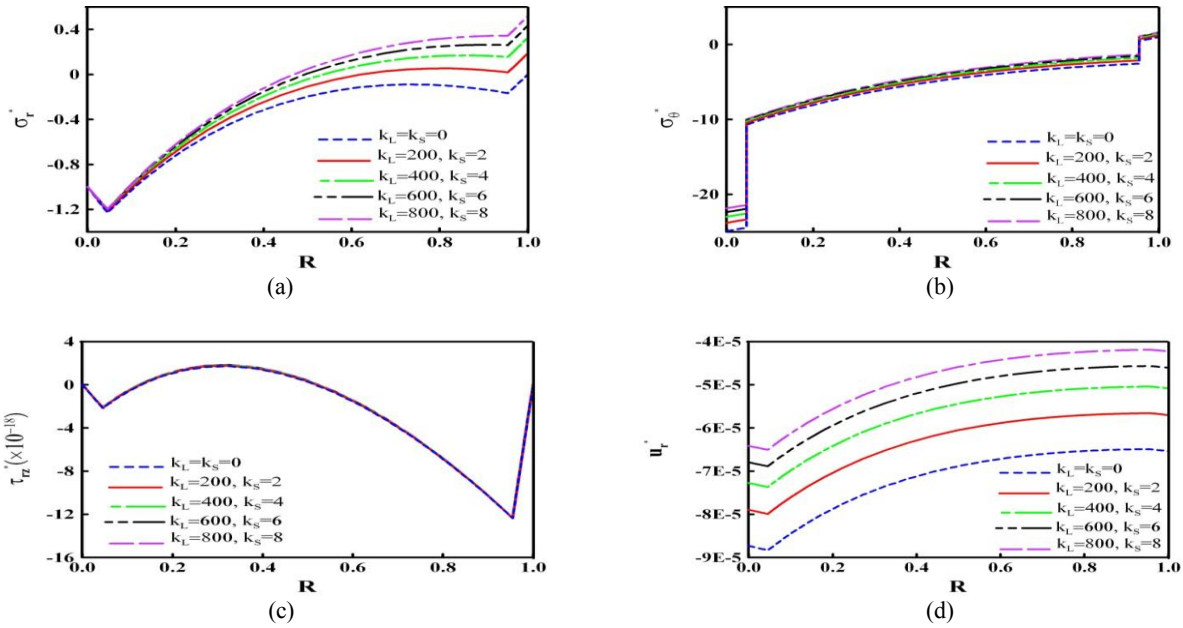 0.4
0
-0.4
-0.8
-1.2
σr*
kL=kS=0
kL=200, kS=2
kL=400, kS=4
kL=600, kS=6
kL=800, kS=8
0.0 0.2 0.4 0.6 0.8 1.0
R
(a)
0
-10
-20
σθ*
kL=kS=0
kL=200, kS=2
kL=400, kS=4
kL=600, kS=6
kL=800, kS=8
0.0 0.2 0.4 0.6 0.8 1.0
R
(b)
4
0
-4
-8
-12
-16
τrz*(×10⁻¹⁸)
kL=kS=0
kL=200, kS=2
kL=400, kS=4
kL=600, kS=6
kL=800, kS=8
0.0 0.2 0.4 0.6 0.8 1.0
R
(c)
-4E-5
-5E-5
-6E-5
-7E-5
-8E-5
-9E-5
ur*
kL=kS=0
kL=200, kS=2
kL=400, kS=4
kL=600, kS=6
kL=800, kS=8
0.0 0.2 0.4 0.6 0.8 1.0
R
(d)